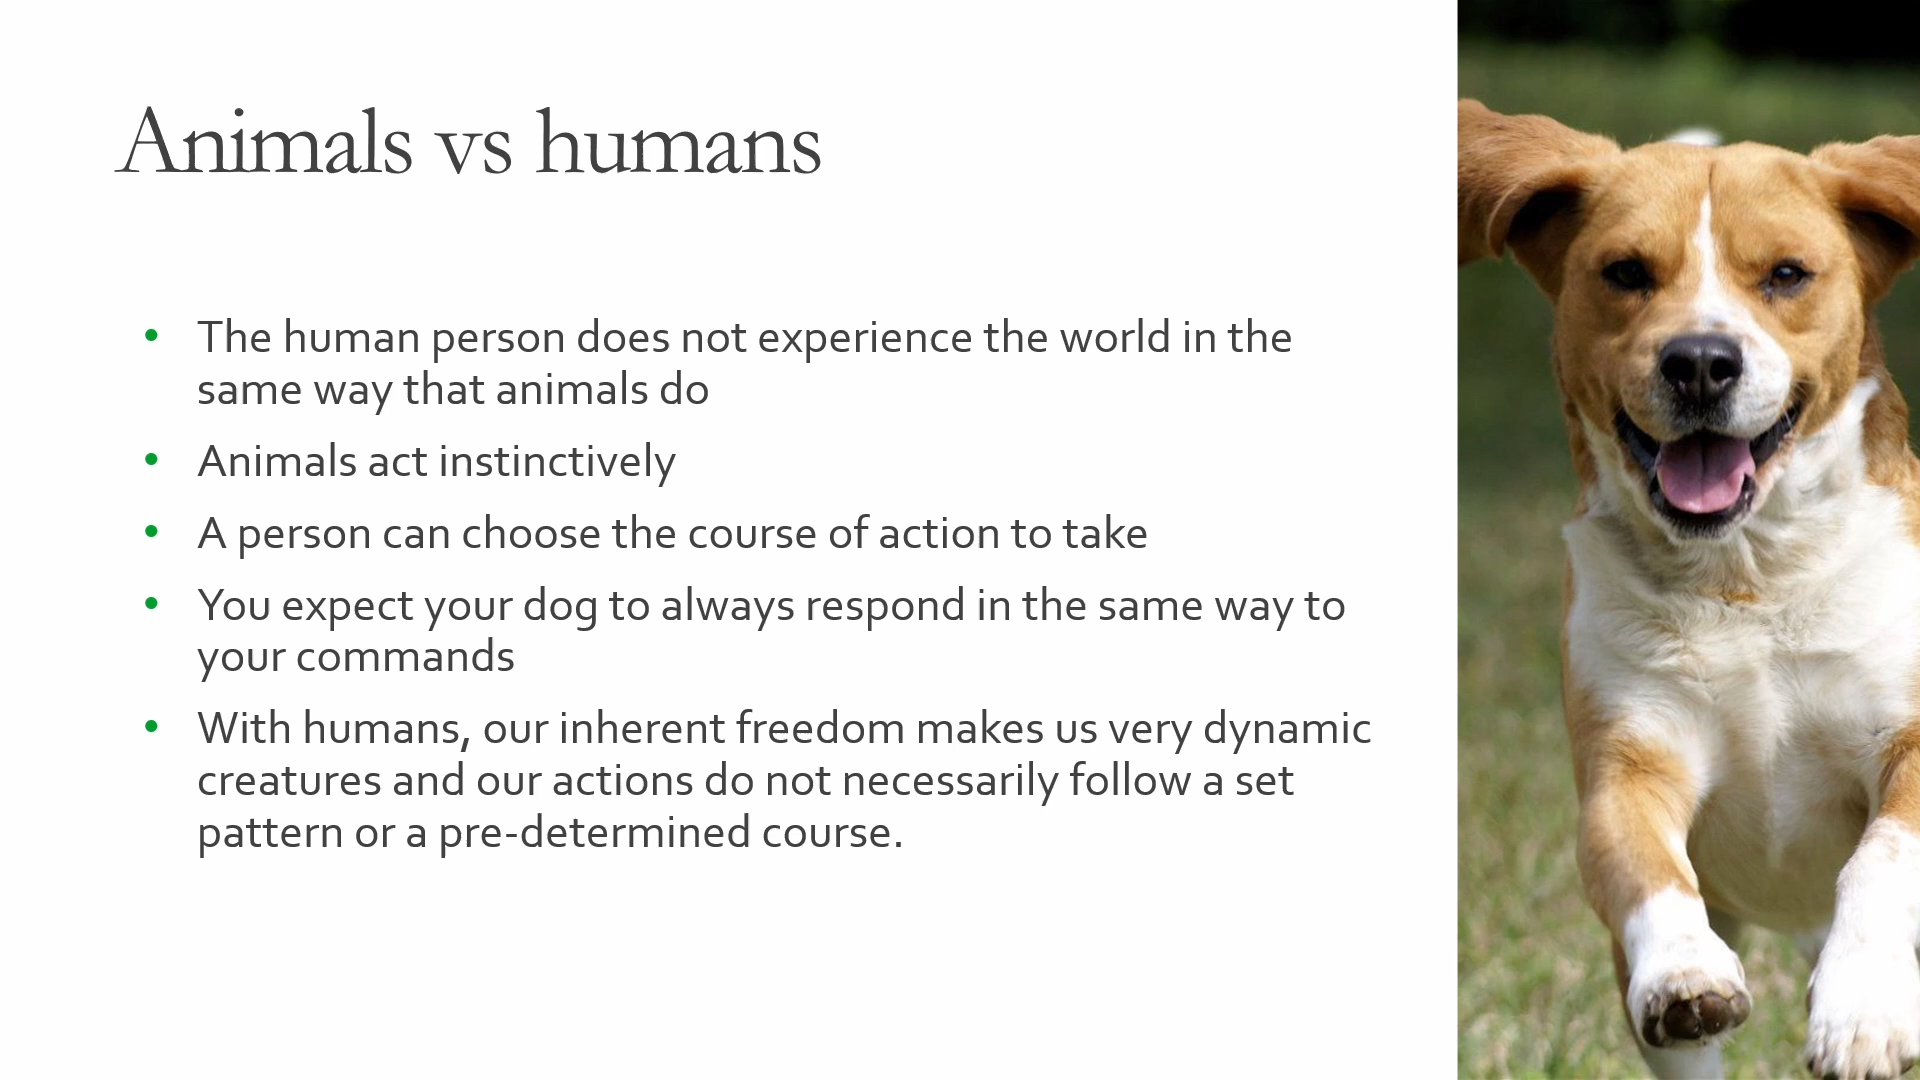 Animals vs humans
• The human person does not experience the world in the
same way that animals do
• Animals act instinctively
• A person can choose the course of action to take
• You expect your dog to always respond in the same way to
your commands
• With humans, our inherent freedom makes us very dynamic
creatures and our actions do not necessarily follow a set
pattern or a pre-determined course.